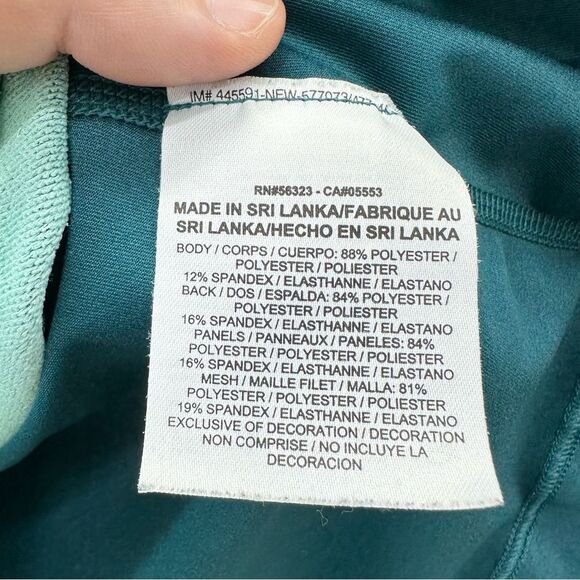 IM# 445591-NEW-577073/473-
RN#56323 - CA#05553
MADE IN SRI LANKA/FABRIQUE AU
SRI LANKA/HECHO EN SRI LANKA
BODY / CORPS / CUERPO: 88% POLYESTER /
POLYESTER / POLIESTER
12% SPANDEX / ELASTHANNE / ELASTANO
BACK / DOS / ESPALDA: 84% POLYESTER /
POLYESTER / POLIESTER
16% SPANDEX / ELASTHANNE / ELASTANO
PANELS / PANNEAUX / PANELES: 84%
POLYESTER / POLYESTER / POLIESTER
16% SPANDEX / ELASTHANNE / ELASTANO
MESH / MAILLE FILET / MALLA: 81%
POLYESTER / POLYESTER / POLIESTER
19% SPANDEX / ELASTHANNE / ELASTANO
EXCLUSIVE OF DECORATION / DECORATION
NON COMPRISE / NO INCLUYE LA
DECORACION